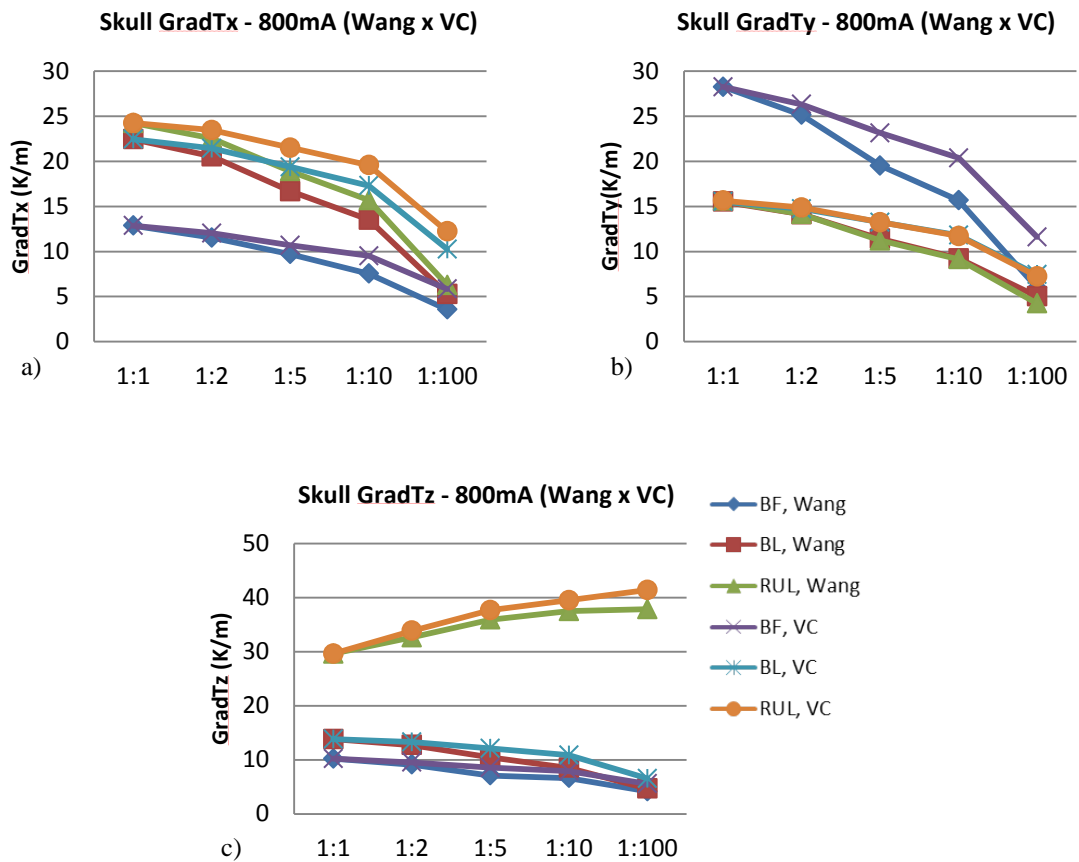 Skull GradTx - 800mA (Wang x VC)
GradTx (K/m)
30
25
20
15
10
5
0
1:1 1:2 1:5 1:10 1:100
a)
Skull GradTy - 800mA (Wang x VC)
GradTy(K/m)
30
25
20
15
10
5
0
1:1 1:2 1:5 1:10 1:100
b)
Skull GradTz - 800mA (Wang x VC)
GradTz (K/m)
50
40
30
20
10
0
1:1 1:2 1:5 1:10 1:100
c)
BF, Wang
BL, Wang
RUL, Wang
BF, VC
BL, VC
RUL, VC